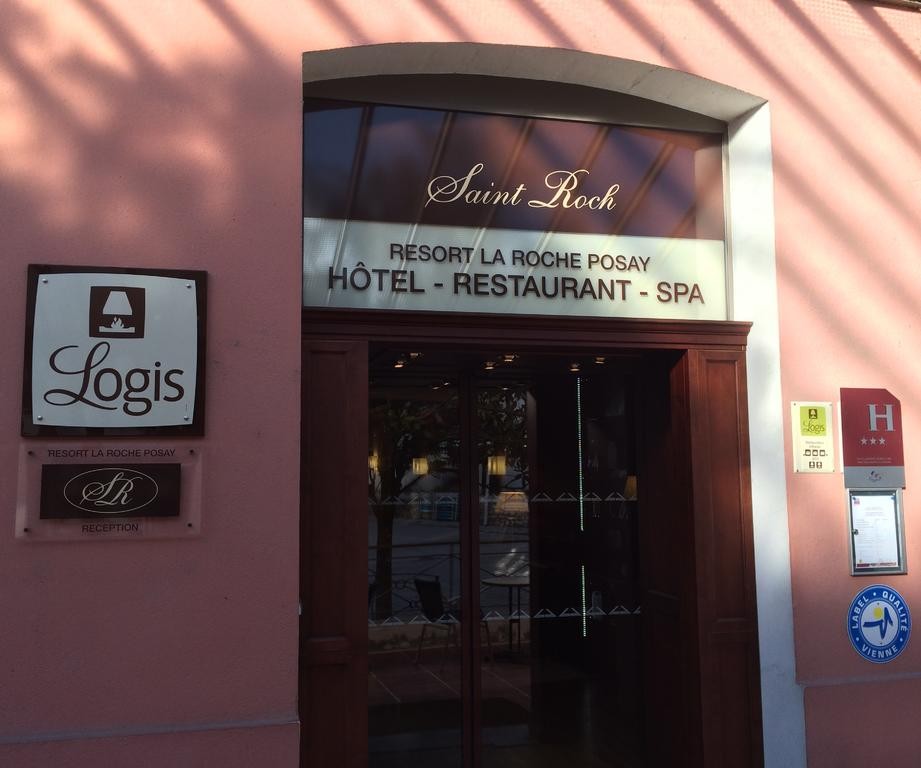 Saint Roch
RESORT LA ROCHE POSAY
HÔTEL - RESTAURANT - SPA
Logis
RESORT LA ROCHE POSAY
SR
RECEPTION
Logis
H
LABEL · QUALITÉ
VIENNE